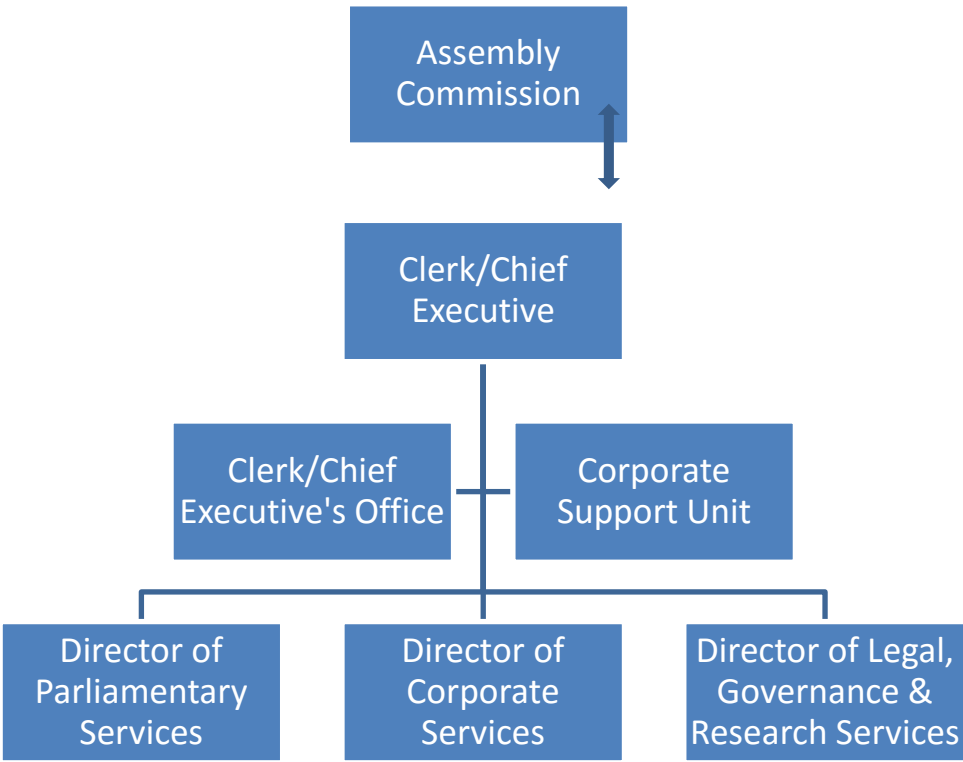 Assembly
Commission
Clerk/Chief
Executive
Clerk/Chief
Executive's Office
Corporate
Support Unit
Director of
Parliamentary
Services
Director of
Corporate
Services
Director of Legal,
Governance &
Research Services